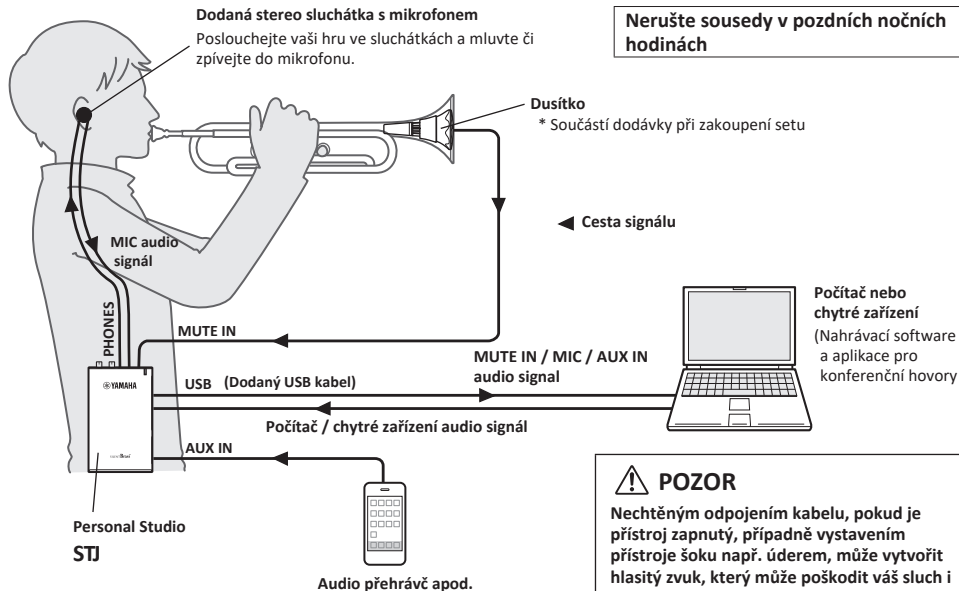 Dodaná stereo sluchátka s mikrofonem
Poslouchejte vaši hru ve sluchátkách a mluvte či
zpívejte do mikrofonu.
Nerušte sousedy v pozdních nočních
hodinách
Dusítko
* Součástí dodávky při zakoupení setu
Cesta signálu
MIC audio
signál
PHONES
MUTE IN
Počítač nebo
chytré zařízení
(Nahrávací software
a aplikace pro
konferenční hovory
MUTE IN / MIC / AUX IN
audio signal
YAMAHA
USB (Dodaný USB kabel)
Počítač / chytré zařízení audio signál
AUX IN
Personal Studio
STJ
Audio přehrávč apod.
POZOR
Nechtěným odpojením kabelu, pokud je
přístroj zapnutý, případně vystavením
přístroje šoku např. úderem, může vytvořit
hlasitý zvuk, který může poškodit váš sluch i